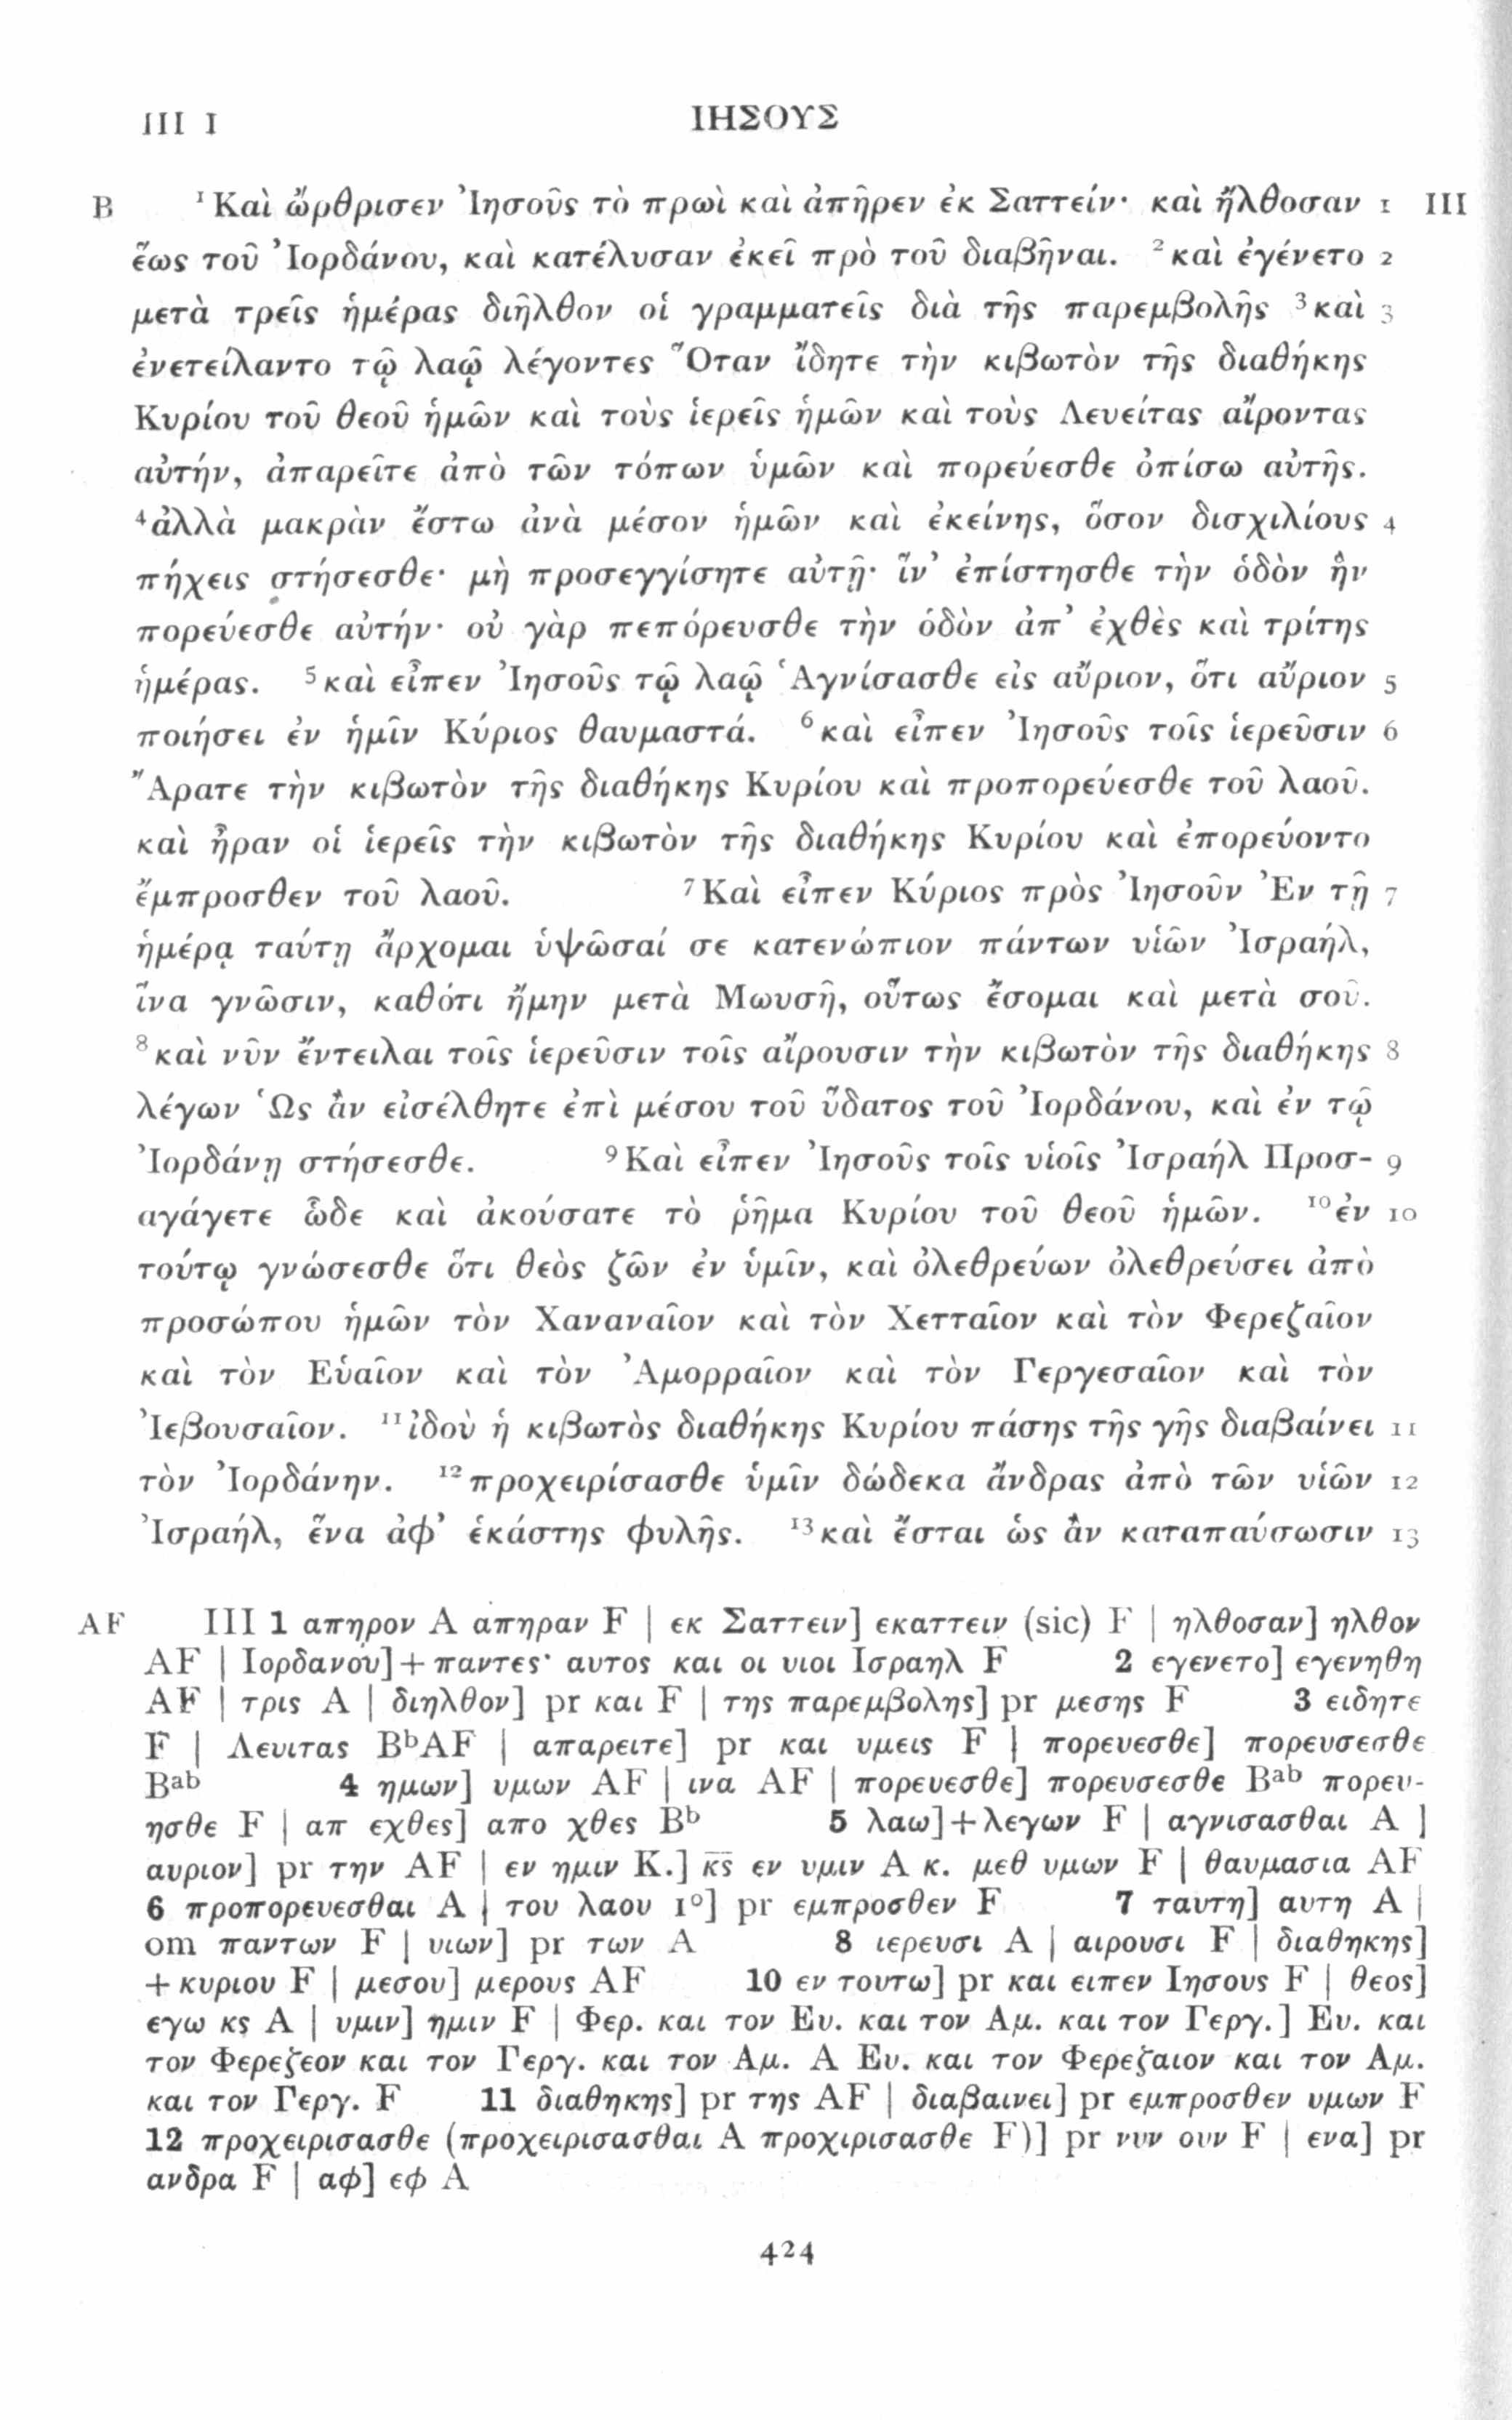 III 1 ΙΗΣΟΥΣ
B ¹Καὶ ὤρθρισεν Ἰησοῦς τὸ πρωὶ καὶ ἀπῆρεν ἐκ Σαττείν· καὶ ἤλθοσαν 1 III
ἕως τοῦ Ἰορδάνου, καὶ κατέλυσαν ἐκεῖ πρὸ τοῦ διαβῆναι. ²καὶ ἐγένετο 2
μετὰ τρεῖς ἡμέρας διῆλθον οἱ γραμματεῖς διὰ τῆς παρεμβολῆς ³καὶ 3
ἐνετείλαντο τῷ λαῷ λέγοντες Ὅταν ἴδητε τὴν κιβωτὸν τῆς διαθήκης
Κυρίου τοῦ θεοῦ ἡμῶν καὶ τοὺς ἱερεῖς ἡμῶν καὶ τοὺς Λευείτας αἴροντας
αὐτήν, ἀπαρεῖτε ἀπὸ τῶν τόπων ὑμῶν καὶ πορεύεσθε ὀπίσω αὐτῆς.
⁴ἀλλὰ μακρὰν ἔστω ἀνὰ μέσον ἡμῶν καὶ ἐκείνης, ὅσον δισχιλίους 4
πήχεις στήσεσθε· μὴ προσεγγίσητε αὐτῇ· ἵν’ ἐπίστησθε τὴν ὁδὸν ἣν
πορεύεσθε αὐτήν· οὐ γὰρ πεπόρευσθε τὴν ὁδὸν ἀπ’ ἐχθὲς καὶ τρίτης
ἡμέρας. ⁵καὶ εἶπεν Ἰησοῦς τῷ λαῷ Ἁγνίσασθε εἰς αὔριον, ὅτι αὔριον 5
ποιήσει ἐν ἡμῖν Κύριος θαυμαστά. ⁶καὶ εἶπεν Ἰησοῦς τοῖς ἱερεῦσιν 6
Ἄρατε τὴν κιβωτὸν τῆς διαθήκης Κυρίου καὶ προπορεύεσθε τοῦ λαοῦ.
καὶ ἦραν οἱ ἱερεῖς τὴν κιβωτὸν τῆς διαθήκης Κυρίου καὶ ἐπορεύοντο
ἔμπροσθεν τοῦ λαοῦ. ⁷Καὶ εἶπεν Κύριος πρὸς Ἰησοῦν Ἐν τῇ 7
ἡμέρᾳ ταύτῃ ἄρχομαι ὑψῶσαί σε κατενώπιον πάντων υἱῶν Ἰσραήλ,
ἵνα γνῶσιν, καθότι ἤμην μετὰ Μωυσῆ, οὕτως ἔσομαι καὶ μετὰ σοῦ.
⁸καὶ νῦν ἔντειλαι τοῖς ἱερεῦσιν τοῖς αἴρουσιν τὴν κιβωτὸν τῆς διαθήκης 8
λέγων Ὡς ἂν εἰσέλθητε ἐπὶ μέσου τοῦ ὕδατος τοῦ Ἰορδάνου, καὶ ἐν τῷ
Ἰορδάνῃ στήσεσθε. ⁹Καὶ εἶπεν Ἰησοῦς τοῖς υἱοῖς Ἰσραήλ Προσ- 9
αγάγετε ὧδε καὶ ἀκούσατε τὸ ῥῆμα Κυρίου τοῦ θεοῦ ἡμῶν. ¹⁰ἐν 10
τούτῳ γνώσεσθε ὅτι θεὸς ζῶν ἐν ὑμῖν, καὶ ὀλεθρεύων ὀλεθρεύσει ἀπὸ
προσώπου ἡμῶν τὸν Χαναναῖον καὶ τὸν Χετταῖον καὶ τὸν Φερεζαῖον
καὶ τὸν Εὑαῖον καὶ τὸν Ἀμορραῖον καὶ τὸν Γεργεσαῖον καὶ τὸν
Ἰεβουσαῖον. ¹¹ἰδοὺ ἡ κιβωτὸς διαθήκης Κυρίου πάσης τῆς γῆς διαβαίνει 11
τὸν Ἰορδάνην. ¹²προχειρίσασθε ὑμῖν δώδεκα ἄνδρας ἀπὸ τῶν υἱῶν 12
Ἰσραήλ, ἕνα ἀφ’ ἑκάστης φυλῆς. ¹³καὶ ἔσται ὡς ἂν καταπαύσωσιν 13
AF III 1 απηρον A απηραν F | εκ Σαττειν] εκαττειν (sic) F | ηλθοσαν] ηλθον
AF | Ιορδανου]+παντες· αυτος και οι υιοι Ισραηλ F 2 εγενετο] εγενηθη
AF | τρις A | διηλθον] pr και F | της παρεμβολης] pr μεσης F 3 ειδητε
F | Λευιτας BᵇAF | απαρειτε] pr και υμεις F | πορευεσθε] πορευσεσθε
Bᵃᵇ 4 ημων] υμων AF | ινα AF | πορευεσθε] πορευσεσθε Bᵃᵇ πορευ-
ησθε F | απ εχθες] απο χθες Bᵇ 5 λαω]+λεγων F | αγνισασθαι A |
αυριον] pr την AF | εν ημιν Κ.] κ̅ς̅ εν υμιν A κ. μεθ υμων F | θαυμασια AF
6 προπορευεσθαι A | του λαου 1º] pr εμπροσθεν F 7 ταυτη] αυτη A |
om παντων F | υιων] pr των A 8 ιερευσι A | αιρουσι F | διαθηκης]
+κυριου F | μεσου] μερους AF 10 εν τουτω] pr και ειπεν Ιησους F | θεος]
εγω κς A | υμιν] ημιν F | Φερ. και τον Ευ. και τον Αμ. και τον Γεργ.] Ευ. και
τον Φερεζεον και τον Γεργ. και τον Αμ. A Ευ. και τον Φερεζαιον και τον Αμ.
και τον Γεργ. F 11 διαθηκης] pr της AF | διαβαινει] pr εμπροσθεν υμων F
12 προχειρισασθε (προχειρισασθαι A προχιρισασθε F)] pr νυν ουν F | ενα] pr
ανδρα F | αφ] εφ A
424